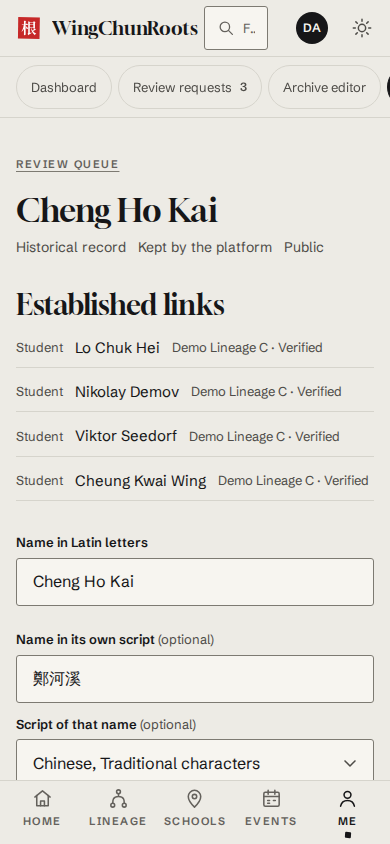 根 WingChunRoots F.. DA
Dashboard Review requests 3 Archive editor
REVIEW QUEUE
Cheng Ho Kai
Historical record Kept by the platform Public
Established links
Student Lo Chuk Hei Demo Lineage C · Verified
Student Nikolay Demov Demo Lineage C · Verified
Student Viktor Seedorf Demo Lineage C · Verified
Student Cheung Kwai Wing Demo Lineage C · Verified
Name in Latin letters
Cheng Ho Kai
Name in its own script (optional)
鄭河溪
Script of that name (optional)
Chinese, Traditional characters
HOME LINEAGE SCHOOLS EVENTS ME